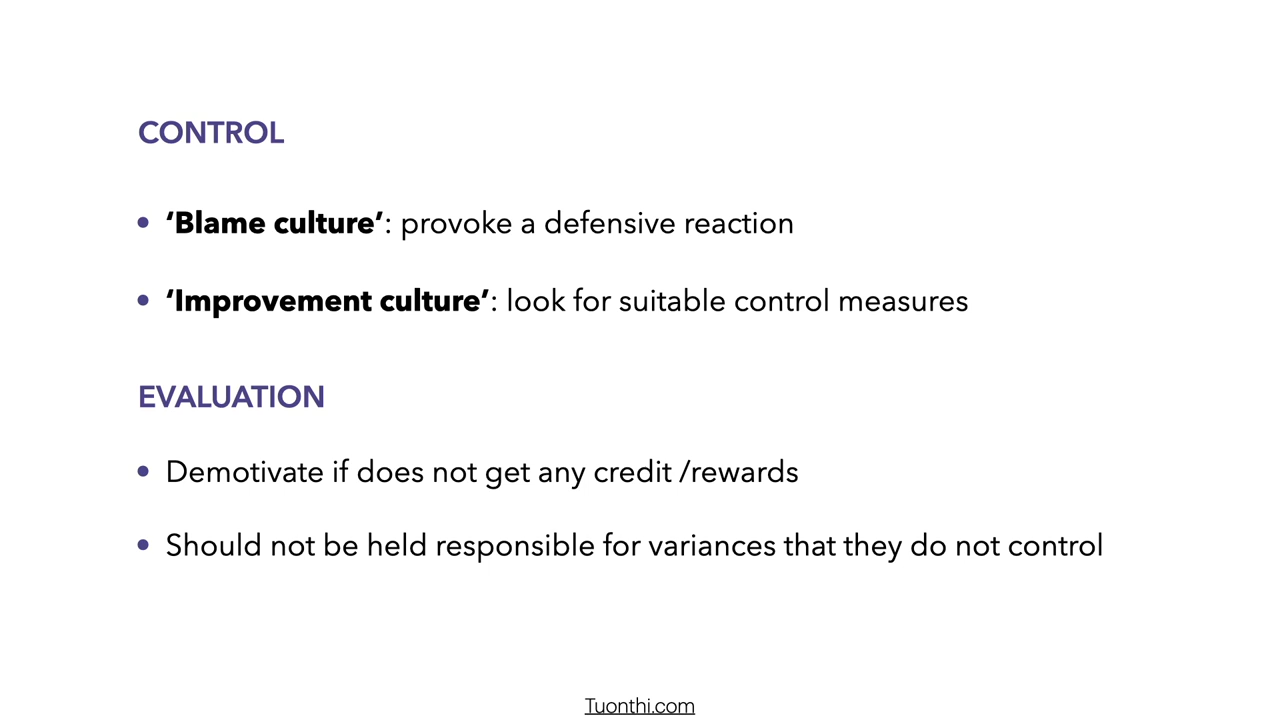 CONTROL
• ‘Blame culture’: provoke a defensive reaction
• ‘Improvement culture’: look for suitable control measures
EVALUATION
• Demotivate if does not get any credit /rewards
• Should not be held responsible for variances that they do not control
Tuonthi.com